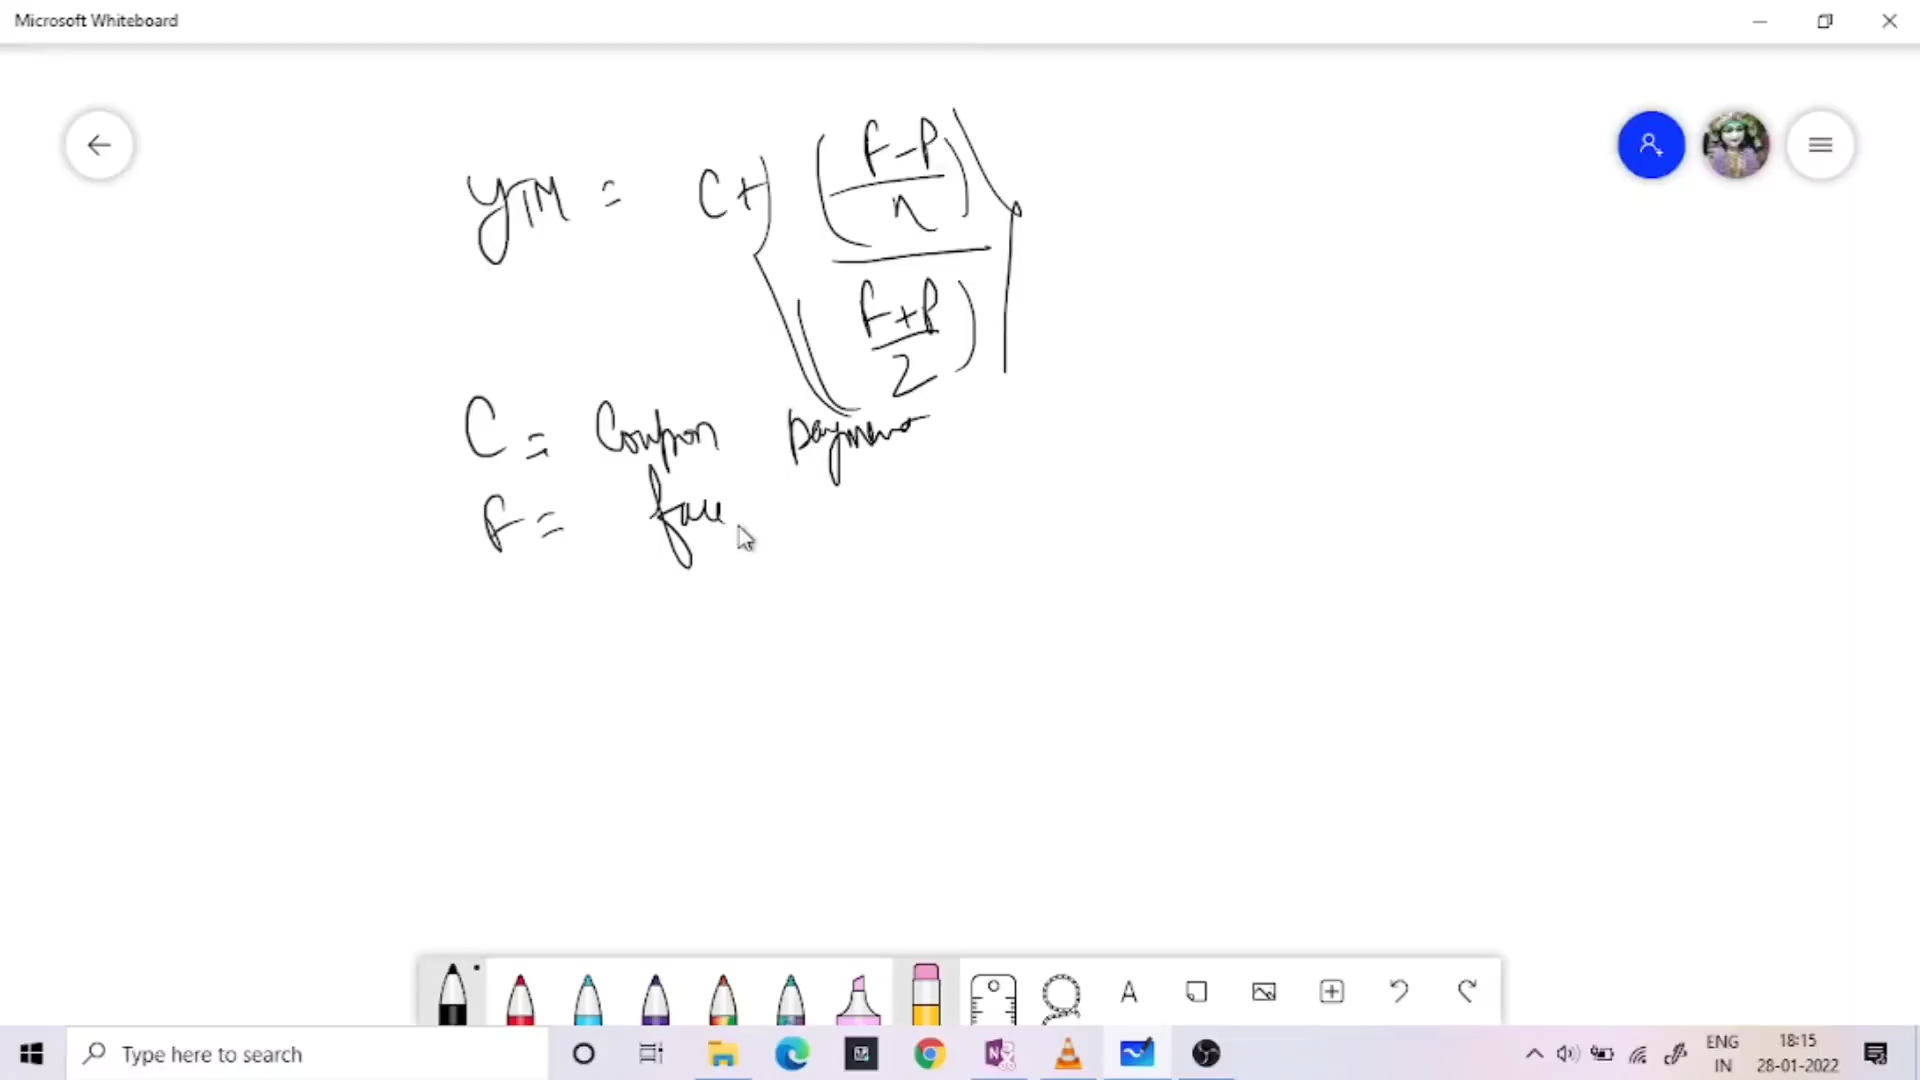 Microsoft Whiteboard
YTM = C + { ( F-P / n ) / ( F+P / 2 ) }
C = Coupon payment
F = face
Type here to search
ENG
IN
18:15
28-01-2022